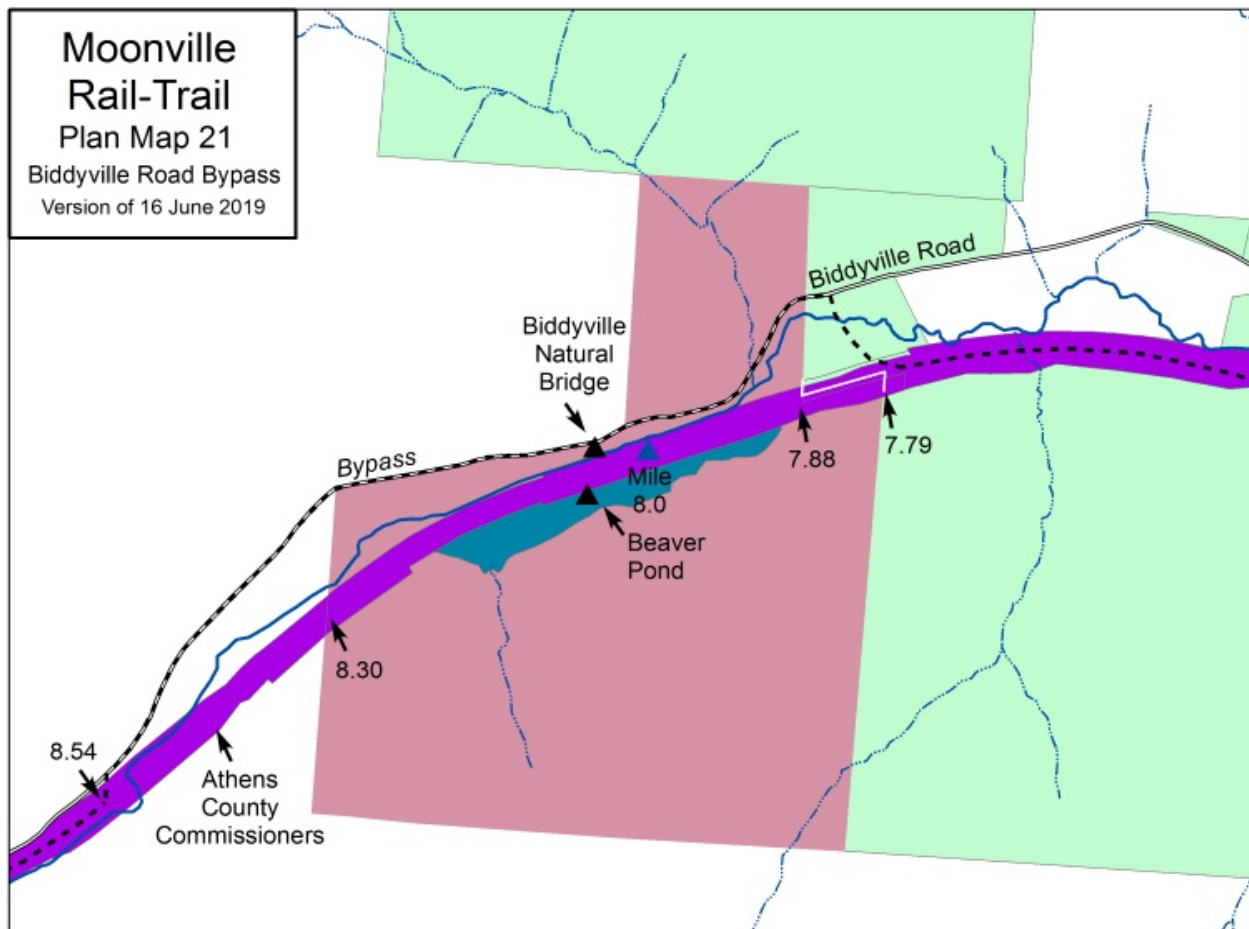 Moonville
Rail-Trail
Plan Map 21
Biddyville Road Bypass
Version of 16 June 2019
Biddyville Road
Biddyville
Natural
Bridge
Bypass
7.88
7.79
Mile
8.0
Beaver
Pond
8.30
8.54
Athens
County
Commissioners